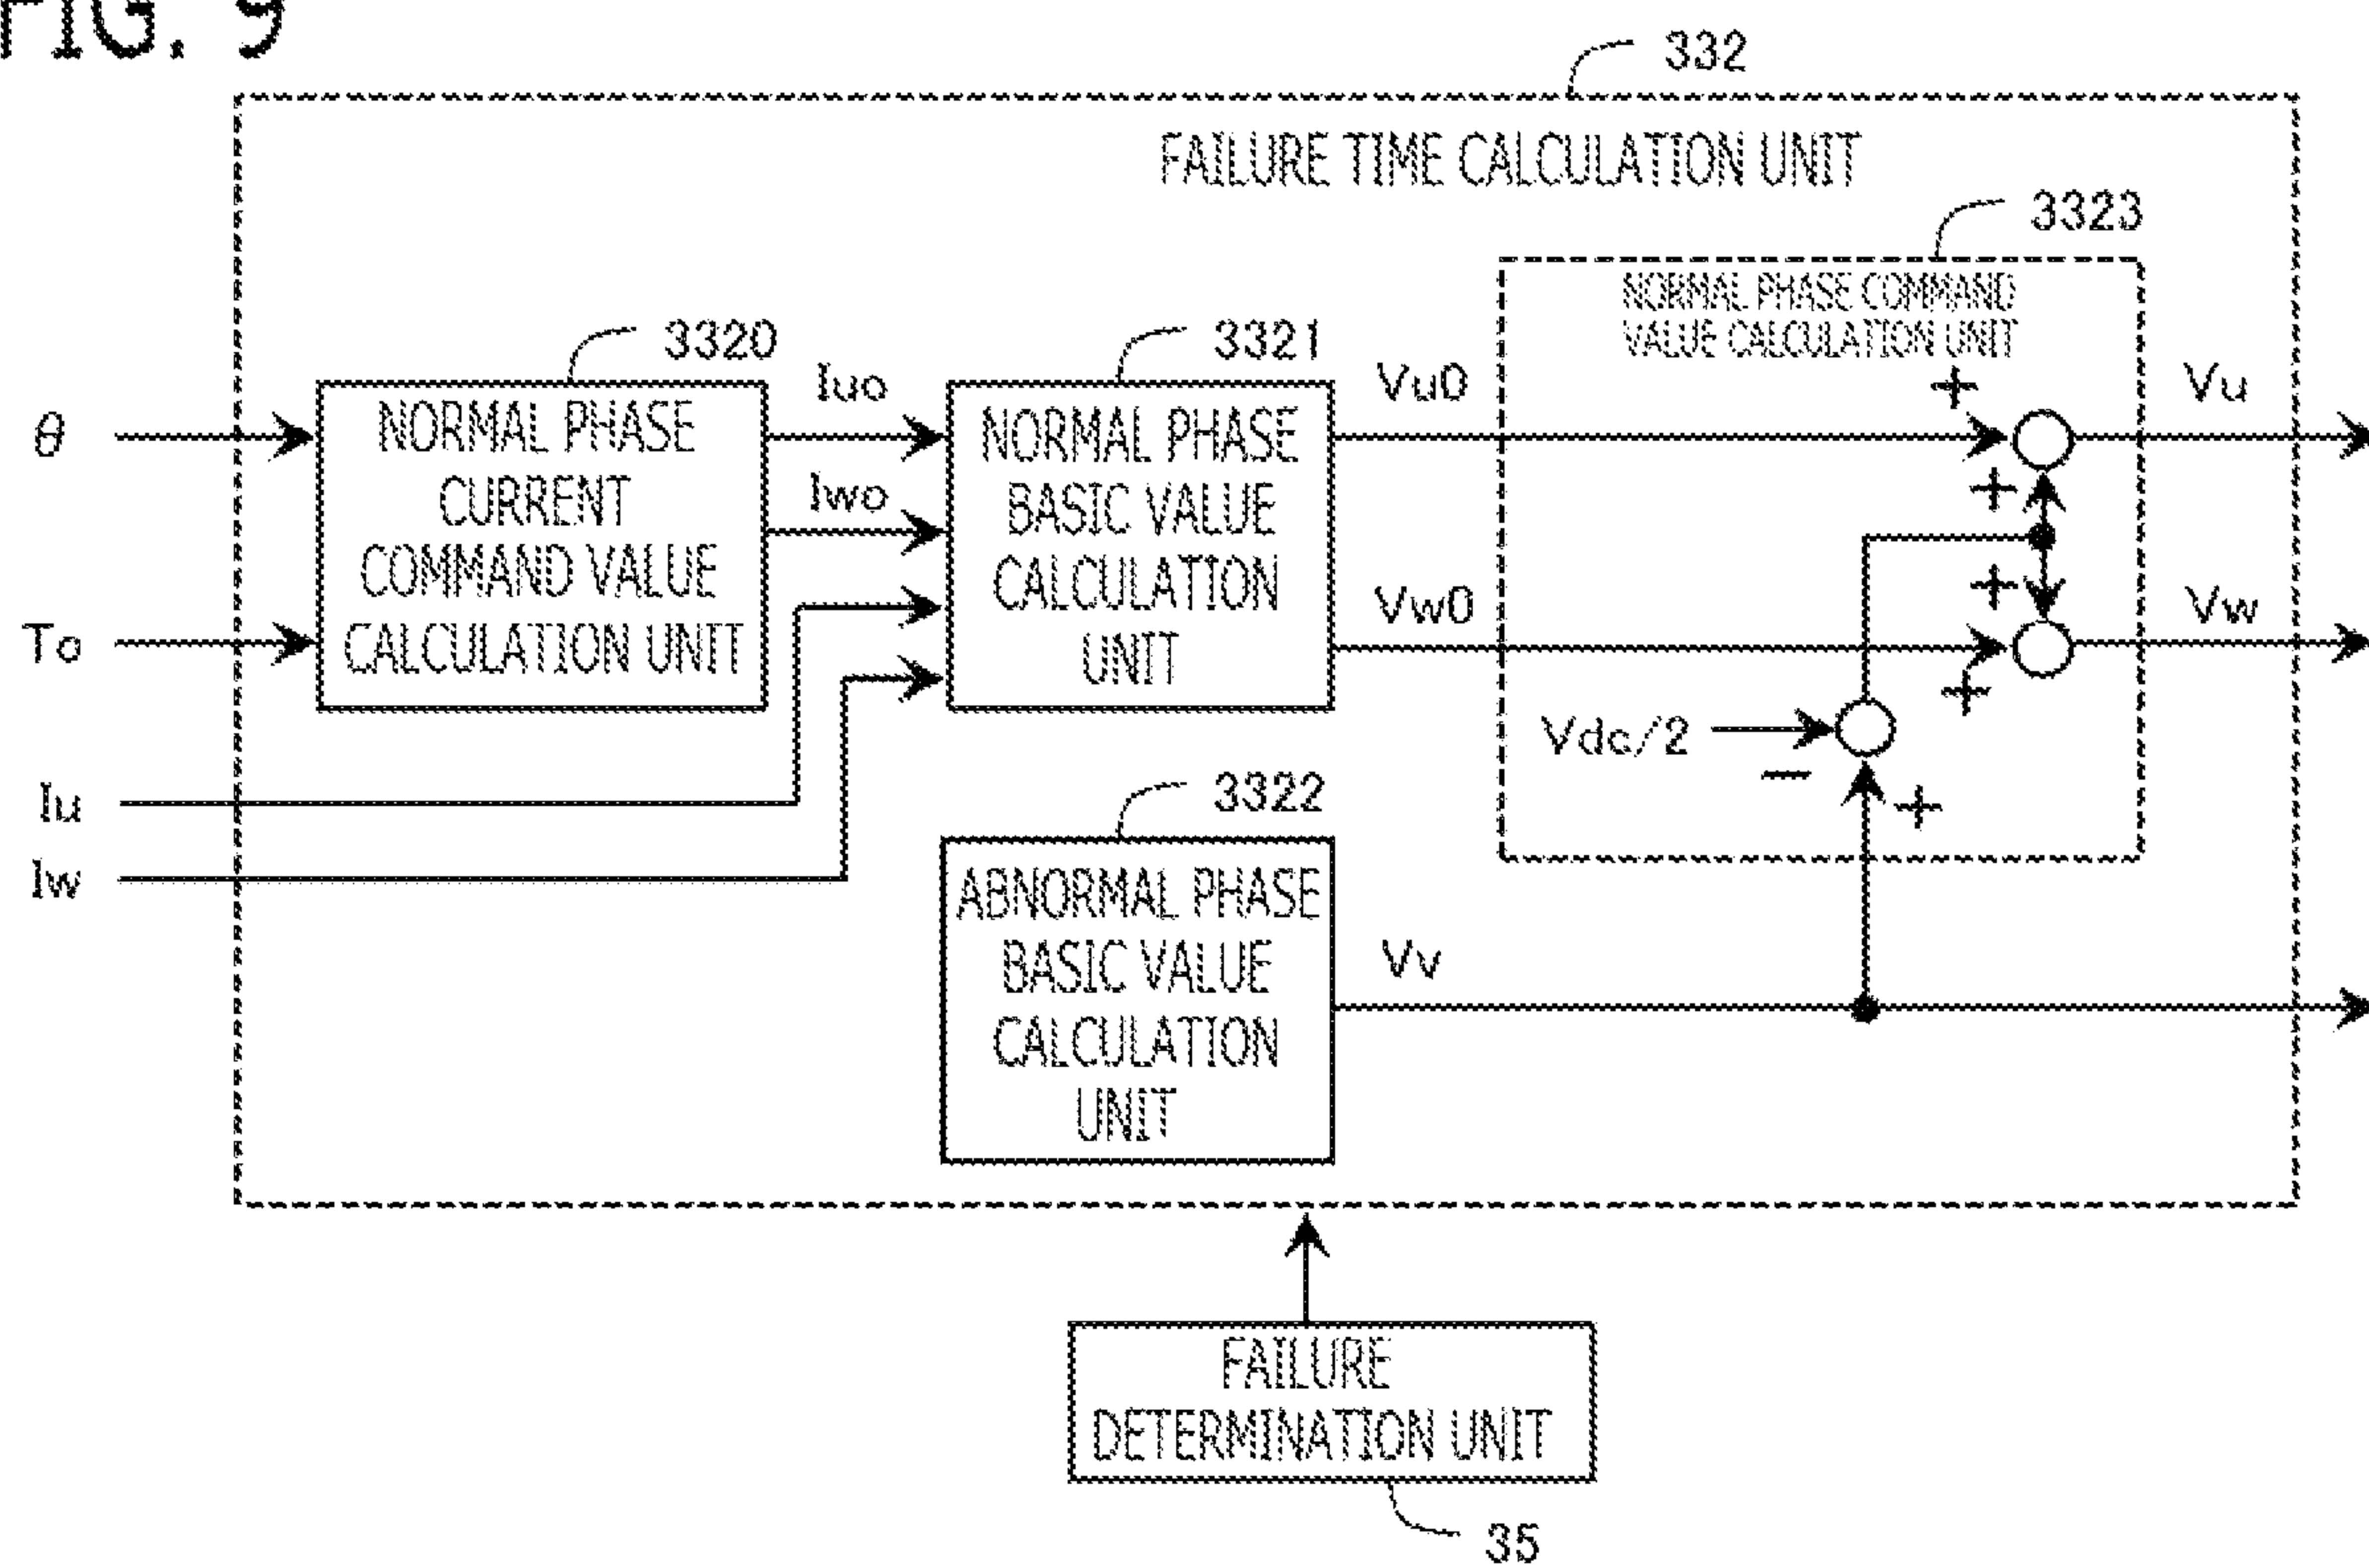 FIG. 9
332
FAILURE TIME CALCULATION UNIT
3323
NORMAL PHASE COMMAND
VALUE CALCULATION UNIT
3320
3321
θ
To
Iu
Iw
NORMAL PHASE
CURRENT
COMMAND VALUE
CALCULATION UNIT
Iuo
Iwo
NORMAL PHASE
BASIC VALUE
CALCULATION
UNIT
Vu0
Vw0
+
+
+
+
Vu
Vw
Vdc/2
−
+
3322
ABNORMAL PHASE
BASIC VALUE
CALCULATION
UNIT
Vv
FAILURE
DETERMINATION UNIT
35